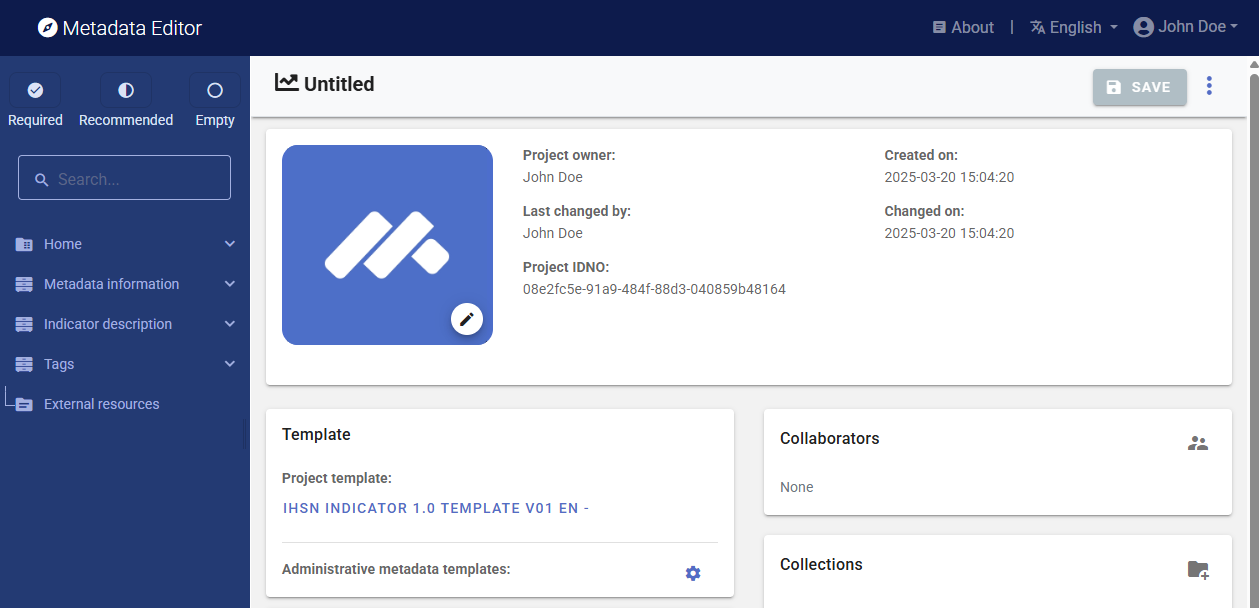 Metadata Editor
About | English John Doe
Required Recommended Empty
Search...
Home
Metadata information
Indicator description
Tags
External resources
Untitled
SAVE
Project owner:
John Doe
Last changed by:
John Doe
Project IDNO:
08e2fc5e-91a9-484f-88d3-040859b48164
Created on:
2025-03-20 15:04:20
Changed on:
2025-03-20 15:04:20
Template
Project template:
IHSN INDICATOR 1.0 TEMPLATE V01 EN -
Administrative metadata templates:
Collaborators
None
Collections